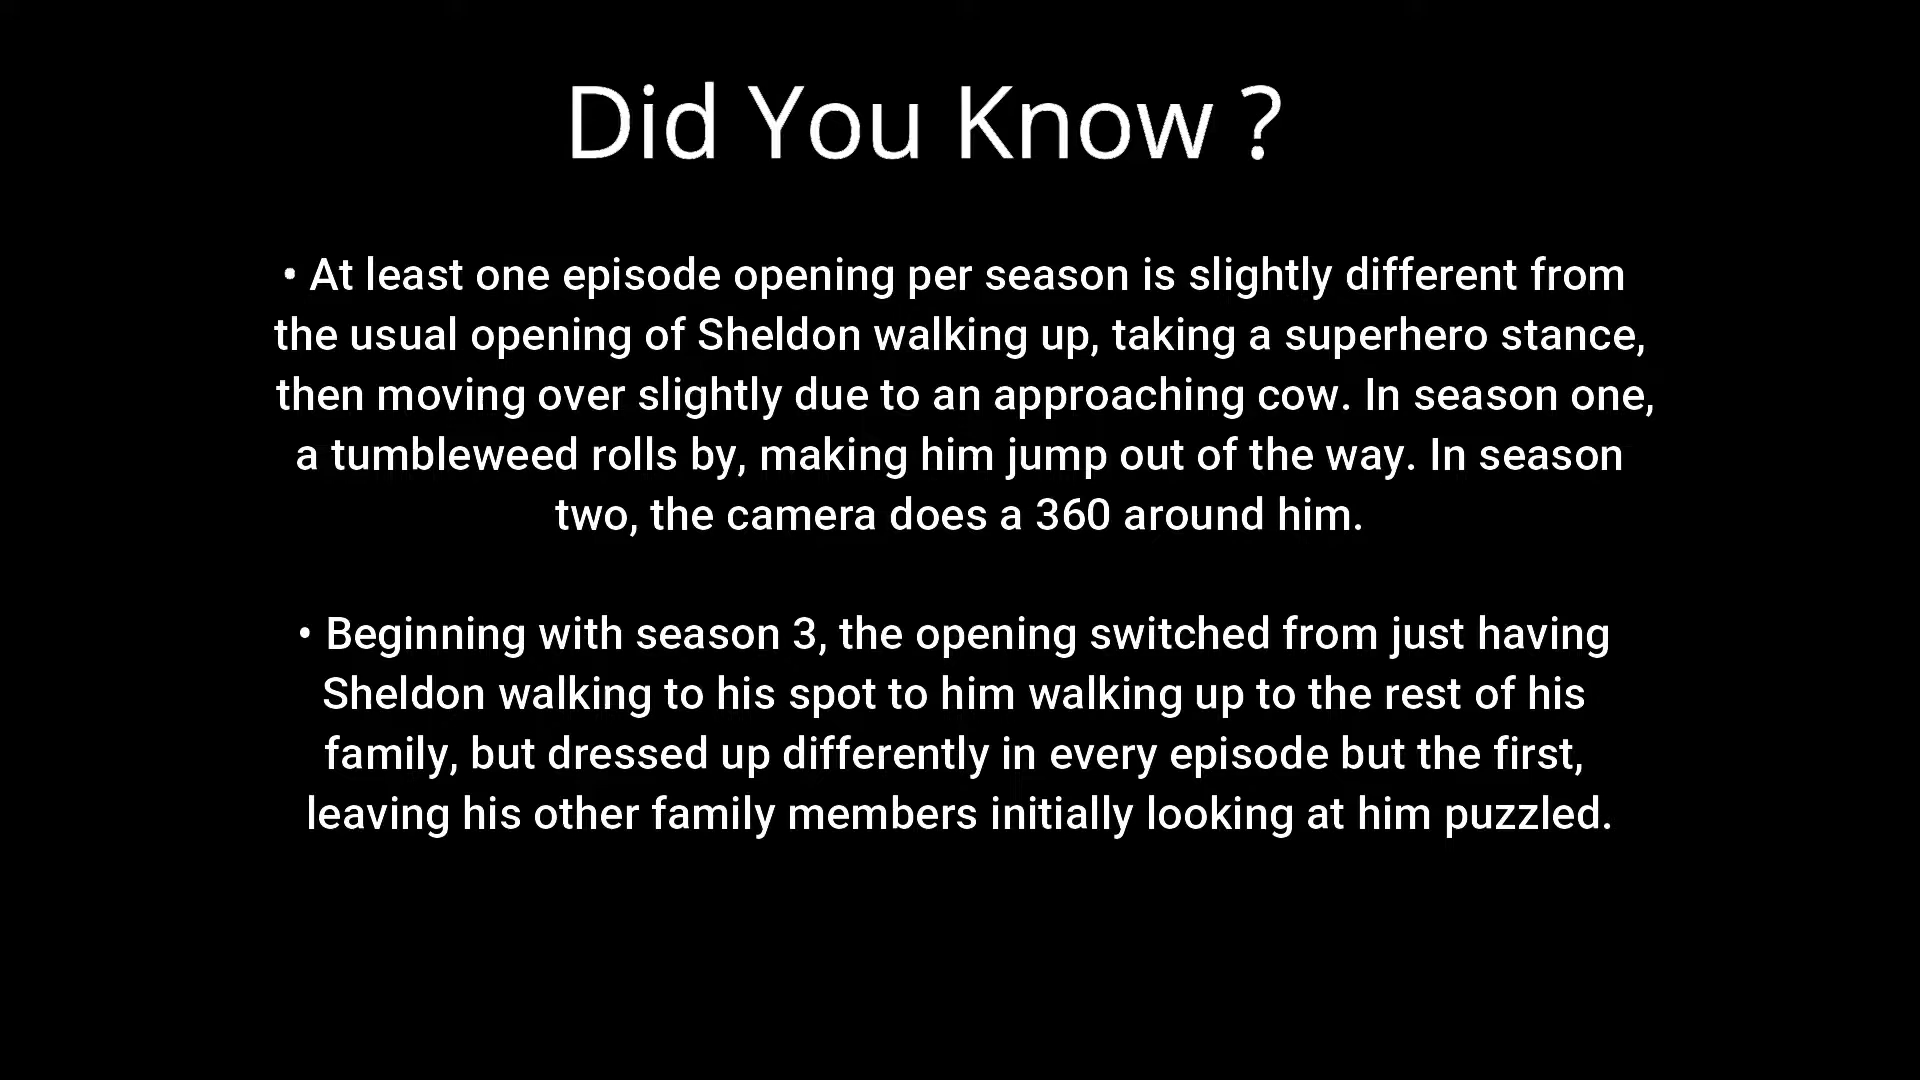 Did You Know ?
• At least one episode opening per season is slightly different from
the usual opening of Sheldon walking up, taking a superhero stance,
then moving over slightly due to an approaching cow. In season one,
a tumbleweed rolls by, making him jump out of the way. In season
two, the camera does a 360 around him.
• Beginning with season 3, the opening switched from just having
Sheldon walking to his spot to him walking up to the rest of his
family, but dressed up differently in every episode but the first,
leaving his other family members initially looking at him puzzled.